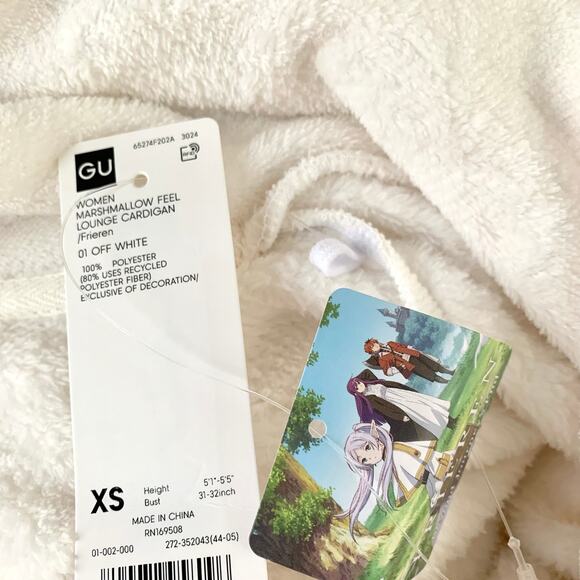 65274F202A 3024
GU
RFID
WOMEN
MARSHMALLOW FEEL
LOUNGE CARDIGAN
/Frieren
01 OFF WHITE
100% POLYESTER
(80% USES RECYCLED
POLYESTER FIBER)
EXCLUSIVE OF DECORATION/
XS
Height 5'1"-5'5"
Bust 31-32inch
MADE IN CHINA
RN169508
01-002-000 272-352043(44-05)